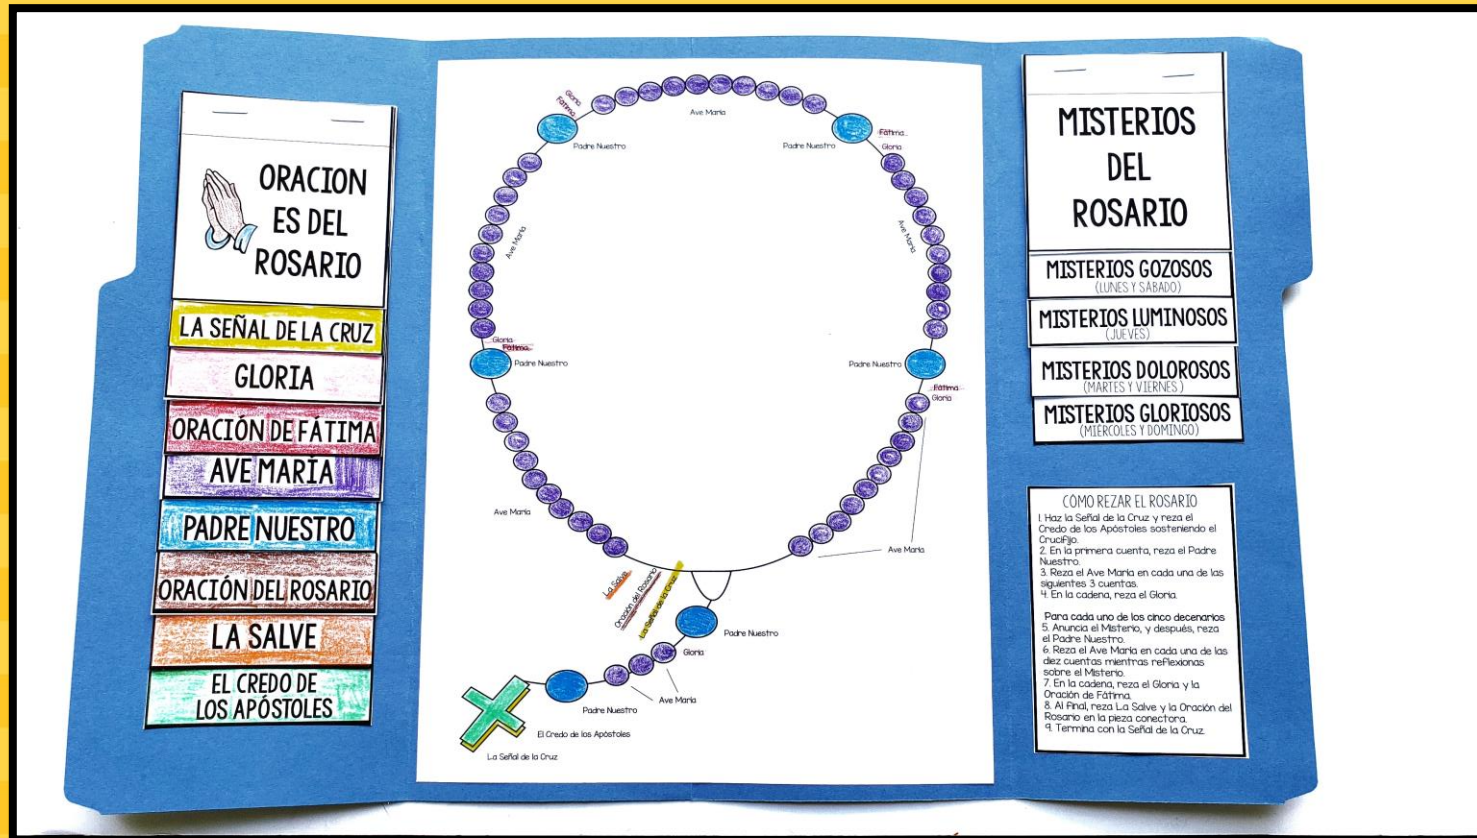 ORACION
ES DEL
ROSARIO
LA SEÑAL DE LA CRUZ
GLORIA
ORACIÓN DE FÁTIMA
AVE MARÍA
PADRE NUESTRO
ORACIÓN DEL ROSARIO
LA SALVE
EL CREDO DE
LOS APÓSTOLES
Gloria
Fátima
Padre Nuestro
Ave María
Padre Nuestro
Fátima
Gloria
Ave María
Ave María
Gloria
Fátima
Padre Nuestro
Padre Nuestro
Fátima
Gloria
Ave María
Ave María
La Salve
Oración del Rosario
La Señal de la Cruz
Padre Nuestro
Gloria
Ave María
Padre Nuestro
El Credo de los Apóstoles
La Señal de la Cruz
MISTERIOS
DEL
ROSARIO
MISTERIOS GOZOSOS
(LUNES Y SÁBADO)
MISTERIOS LUMINOSOS
(JUEVES)
MISTERIOS DOLOROSOS
(MARTES Y VIERNES)
MISTERIOS GLORIOSOS
(MIÉRCOLES Y DOMINGO)
CÓMO REZAR EL ROSARIO
1. Haz la Señal de la Cruz y reza el
Credo de los Apóstoles sosteniendo el
Crucifijo.
2. En la primera cuenta, reza el Padre
Nuestro.
3. Reza el Ave María en cada una de las
siguientes 3 cuentas.
4. En la cadena, reza el Gloria.
Para cada uno de los cinco decenarios
5. Anuncia el Misterio, y después, reza
el Padre Nuestro.
6. Reza el Ave María en cada una de las
diez cuentas mientras reflexionas
sobre el Misterio.
7. En la cadena, reza el Gloria y la
Oración de Fátima.
8. Al final, reza La Salve y la Oración del
Rosario en la pieza conectora.
9. Termina con la Señal de la Cruz.